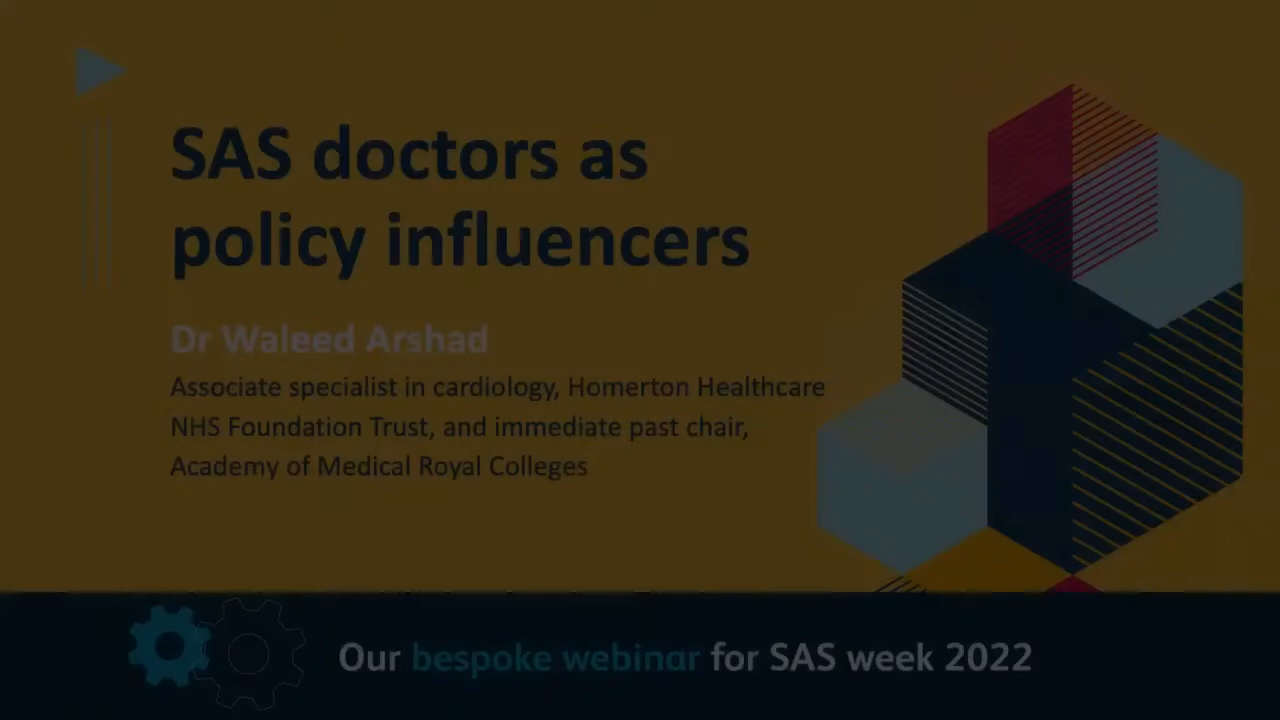 SAS doctors as
policy influencers
Dr Waleed Arshad
Associate specialist in cardiology, Homerton Healthcare
NHS Foundation Trust, and immediate past chair,
Academy of Medical Royal Colleges
Our bespoke webinar for SAS week 2022